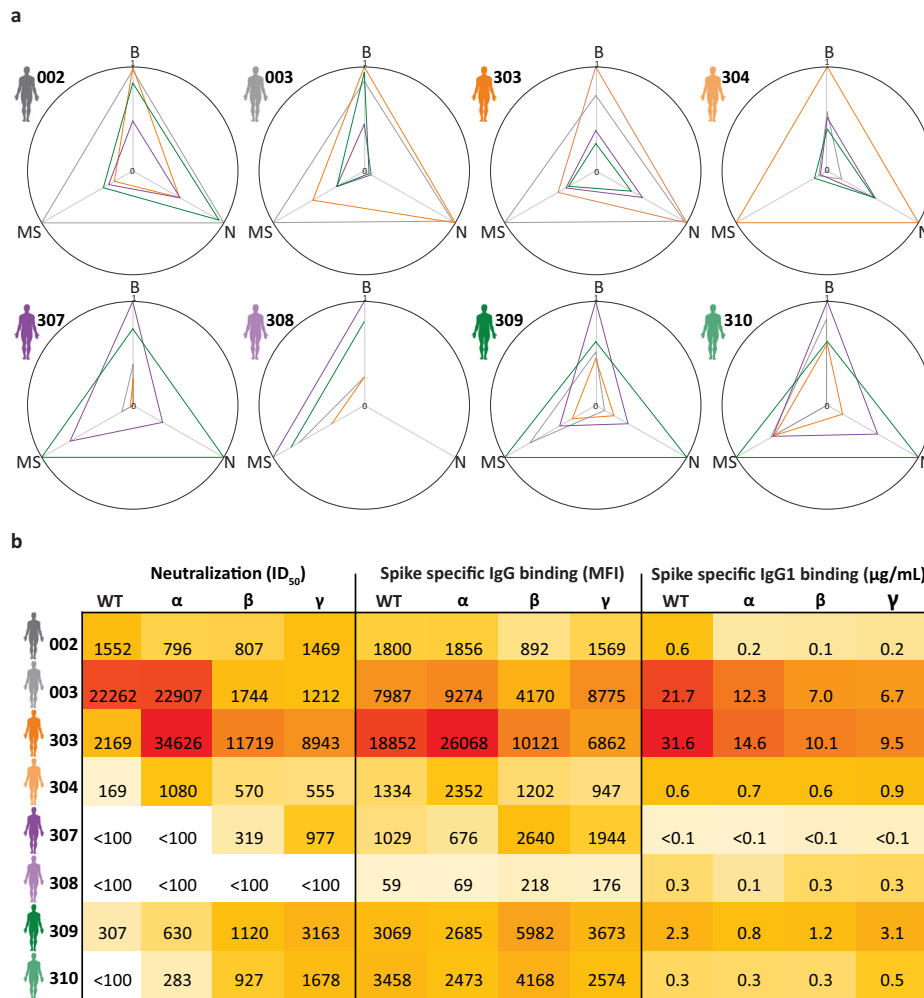 a
002 003 303 304
B B B B
1 1 1 1
0 0 0 0
MS N MS N MS N MS N
307 308 309 310
B B B B
1 1 1 1
0 0 0 0
MS N MS N MS N MS N
b
Neutralization (ID50) Spike specific IgG binding (MFI) Spike specific IgG1 binding (µg/mL)
WT α β γ WT α β γ WT α β γ
002 1552 796 807 1469 1800 1856 892 1569 0.6 0.2 0.1 0.2
003 22262 22907 1744 1212 7987 9274 4170 8775 21.7 12.3 7.0 6.7
303 2169 34626 11719 8943 18852 26068 10121 6862 31.6 14.6 10.1 9.5
304 169 1080 570 555 1334 2352 1202 947 0.6 0.7 0.6 0.9
307 <100 <100 319 977 1029 676 2640 1944 <0.1 <0.1 <0.1 <0.1
308 <100 <100 <100 <100 59 69 218 176 0.3 0.1 0.3 0.3
309 307 630 1120 3163 3069 2685 5982 3673 2.3 0.8 1.2 3.1
310 <100 283 927 1678 3458 2473 4168 2574 0.3 0.3 0.3 0.5